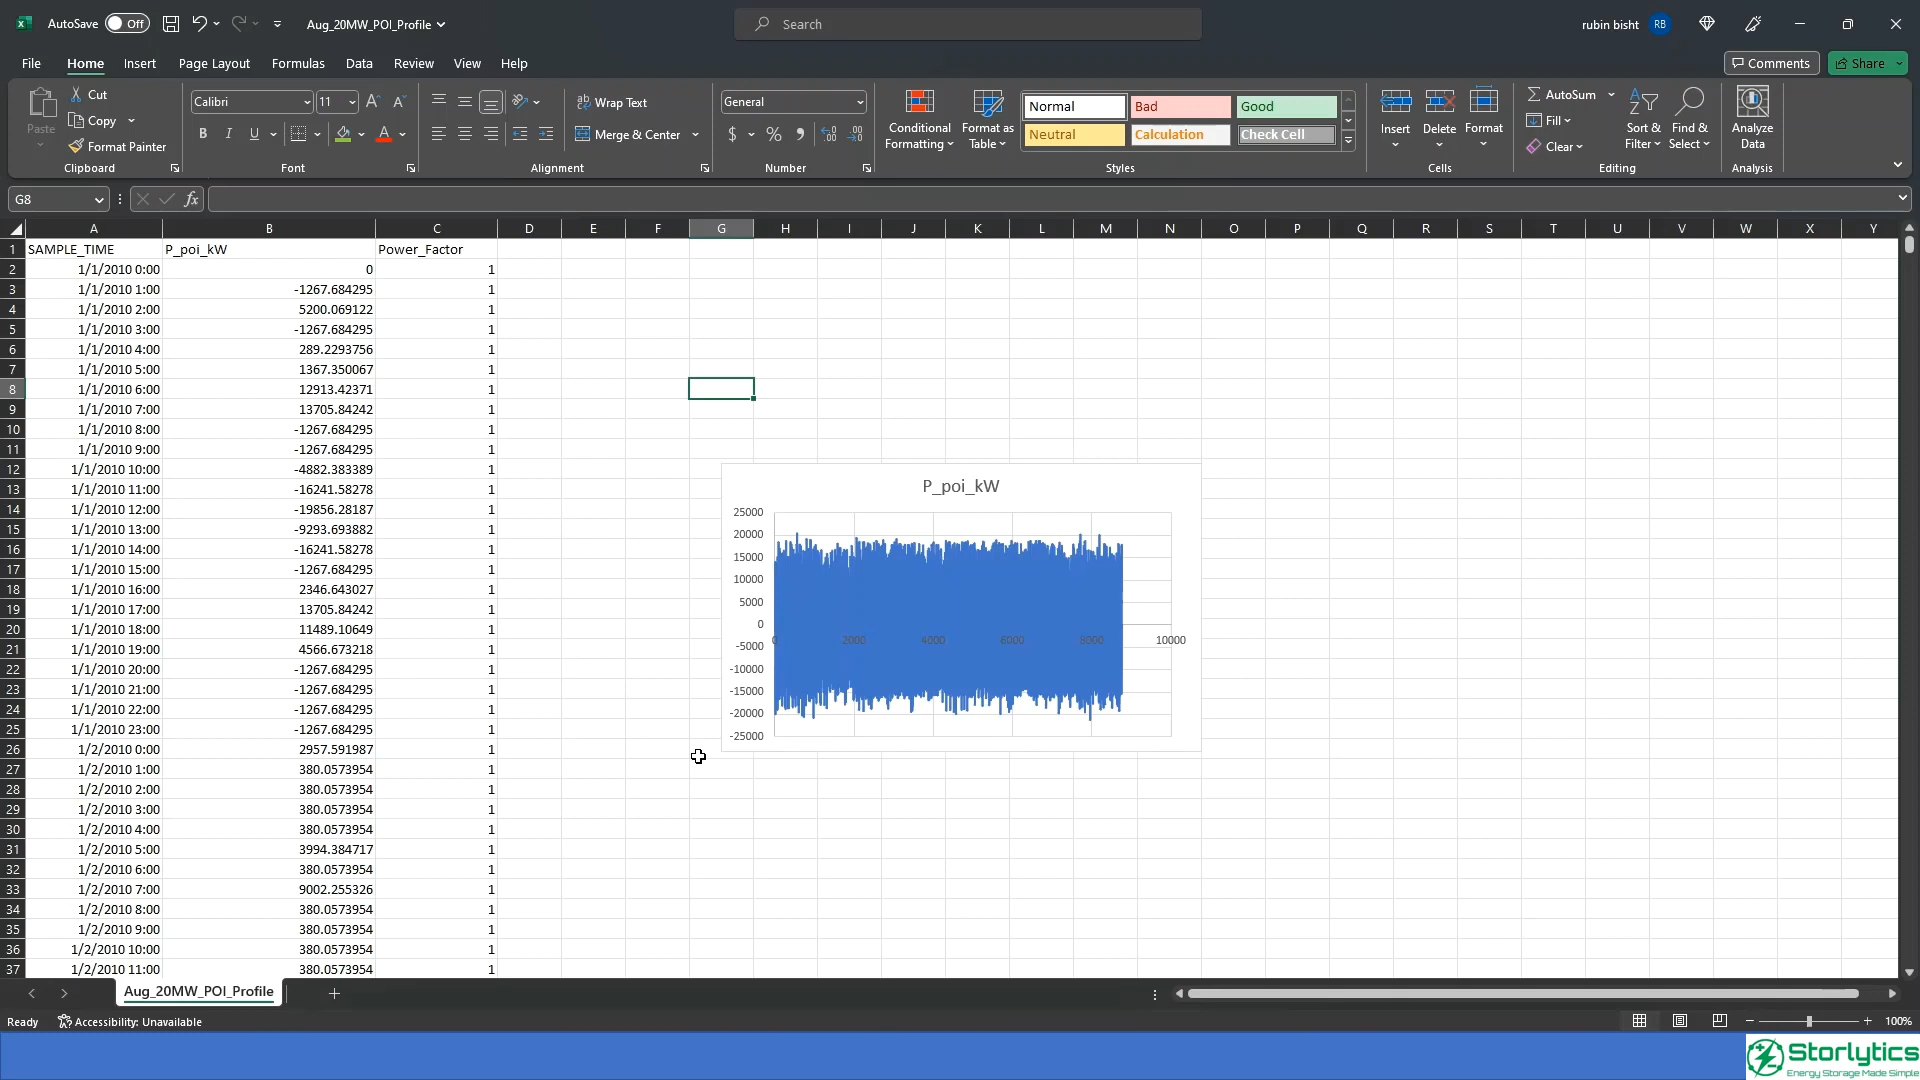 AutoSave Off Aug_20MW_POI_Profile Search rubin bisht RB
File Home Insert Page Layout Formulas Data Review View Help Comments Share
Paste Cut Copy Format Painter Clipboard
Calibri 11 B I U Font
Wrap Text Merge & Center Alignment
General $ % Number
Conditional Formatting Format as Table
Normal Bad Good
Neutral Calculation Check Cell
Styles
Insert Delete Format Cells
AutoSum Fill Clear Sort & Filter Find & Select Editing
Analyze Data Analysis
G8 fx
A B C D E F G H I J K L M N O P Q R S T U V W X Y
1 SAMPLE_TIME P_poi_kW Power_Factor
2 1/1/2010 0:00 0 1
3 1/1/2010 1:00 -1267.684295 1
4 1/1/2010 2:00 5200.069122 1
5 1/1/2010 3:00 -1267.684295 1
6 1/1/2010 4:00 289.2293756 1
7 1/1/2010 5:00 1367.350067 1
8 1/1/2010 6:00 12913.42371 1
9 1/1/2010 7:00 13705.84242 1
10 1/1/2010 8:00 -1267.684295 1
11 1/1/2010 9:00 -1267.684295 1
12 1/1/2010 10:00 -4882.383389 1
13 1/1/2010 11:00 -16241.58278 1
14 1/1/2010 12:00 -19856.28187 1
15 1/1/2010 13:00 -9293.693882 1
16 1/1/2010 14:00 -16241.58278 1
17 1/1/2010 15:00 -1267.684295 1
18 1/1/2010 16:00 2346.643027 1
19 1/1/2010 17:00 13705.84242 1
20 1/1/2010 18:00 11489.10649 1
21 1/1/2010 19:00 4566.673218 1
22 1/1/2010 20:00 -1267.684295 1
23 1/1/2010 21:00 -1267.684295 1
24 1/1/2010 22:00 -1267.684295 1
25 1/1/2010 23:00 -1267.684295 1
26 1/2/2010 0:00 2957.591987 1
27 1/2/2010 1:00 380.0573954 1
28 1/2/2010 2:00 380.0573954 1
29 1/2/2010 3:00 380.0573954 1
30 1/2/2010 4:00 380.0573954 1
31 1/2/2010 5:00 3994.384717 1
32 1/2/2010 6:00 380.0573954 1
33 1/2/2010 7:00 9002.255326 1
34 1/2/2010 8:00 380.0573954 1
35 1/2/2010 9:00 380.0573954 1
36 1/2/2010 10:00 380.0573954 1
37 1/2/2010 11:00 380.0573954 1
P_poi_kW
25000
20000
15000
10000
5000
0
0 2000 4000 6000 8000 10000
-5000
-10000
-15000
-20000
-25000
Aug_20MW_POI_Profile
Ready Accessibility: Unavailable 100%
Storlytics
Energy Storage Made Simple